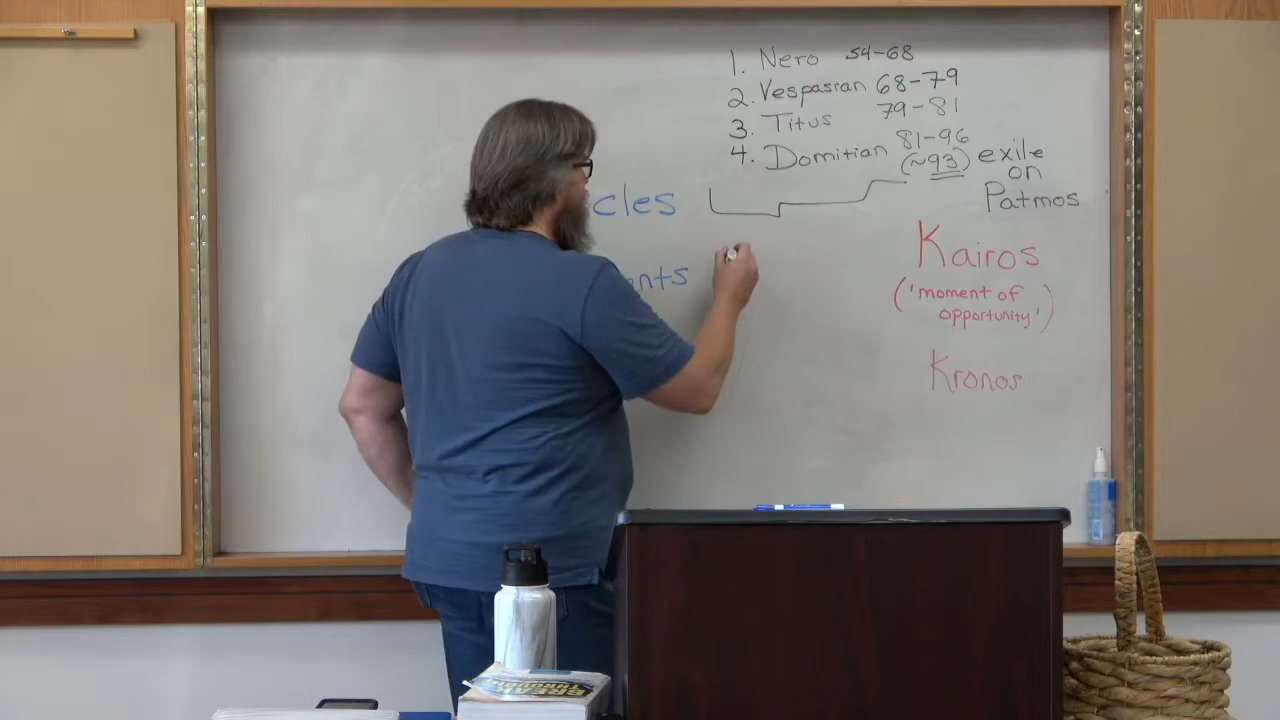 1. Nero 54-68
2. Vespasian 68-79
3. Titus 79-81
4. Domitian 81-96
(~93) exile
on
Patmos
cles
nts
Kairos
('moment of
opportunity')
Kronos